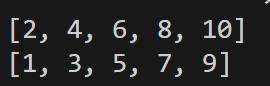 [2, 4, 6, 8, 10]
[1, 3, 5, 7, 9]